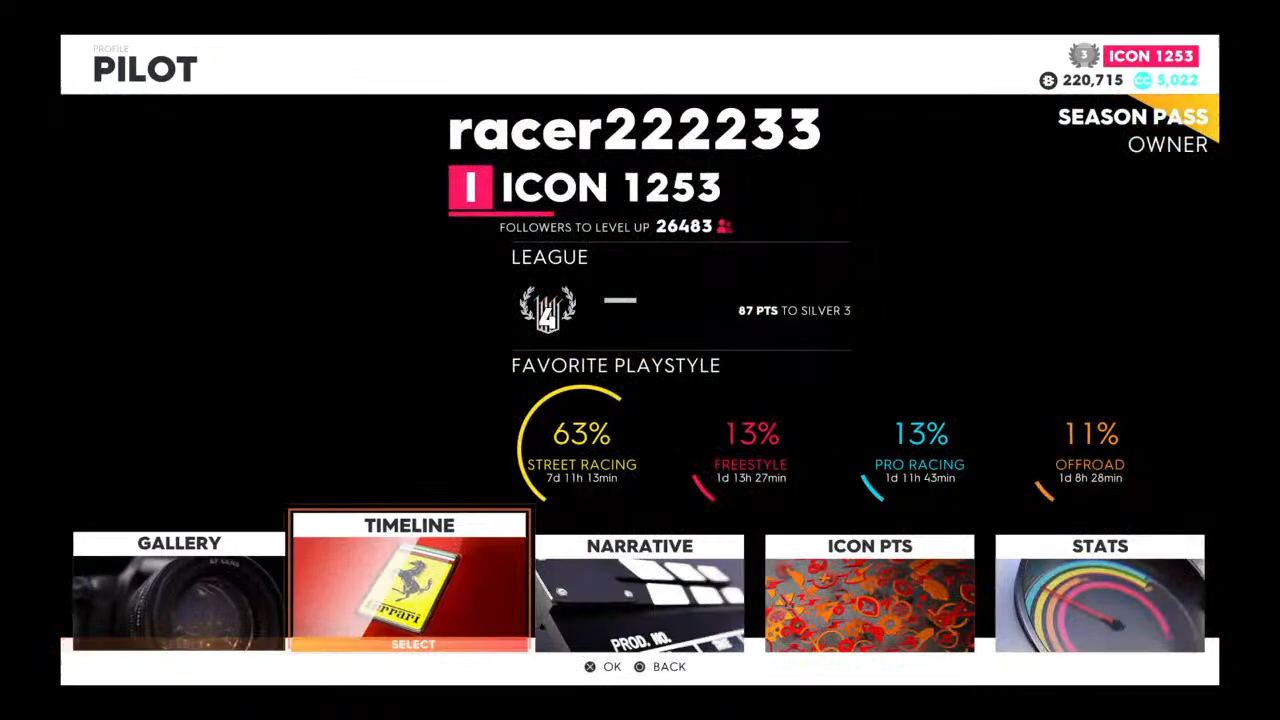 PROFILE
PILOT
3 ICON 1253
220,715 CC 5,022
SEASON PASS
OWNER
racer222233
I ICON 1253
FOLLOWERS TO LEVEL UP 26483
LEAGUE
4
87 PTS TO SILVER 3
FAVORITE PLAYSTYLE
63% 13% 13% 11%
STREET RACING FREESTYLE PRO RACING OFFROAD
7d 11h 13min 1d 13h 27min 1d 11h 43min 1d 8h 28min
GALLERY TIMELINE NARRATIVE ICON PTS STATS
Ferrari
PROD. NO.
SELECT
OK BACK